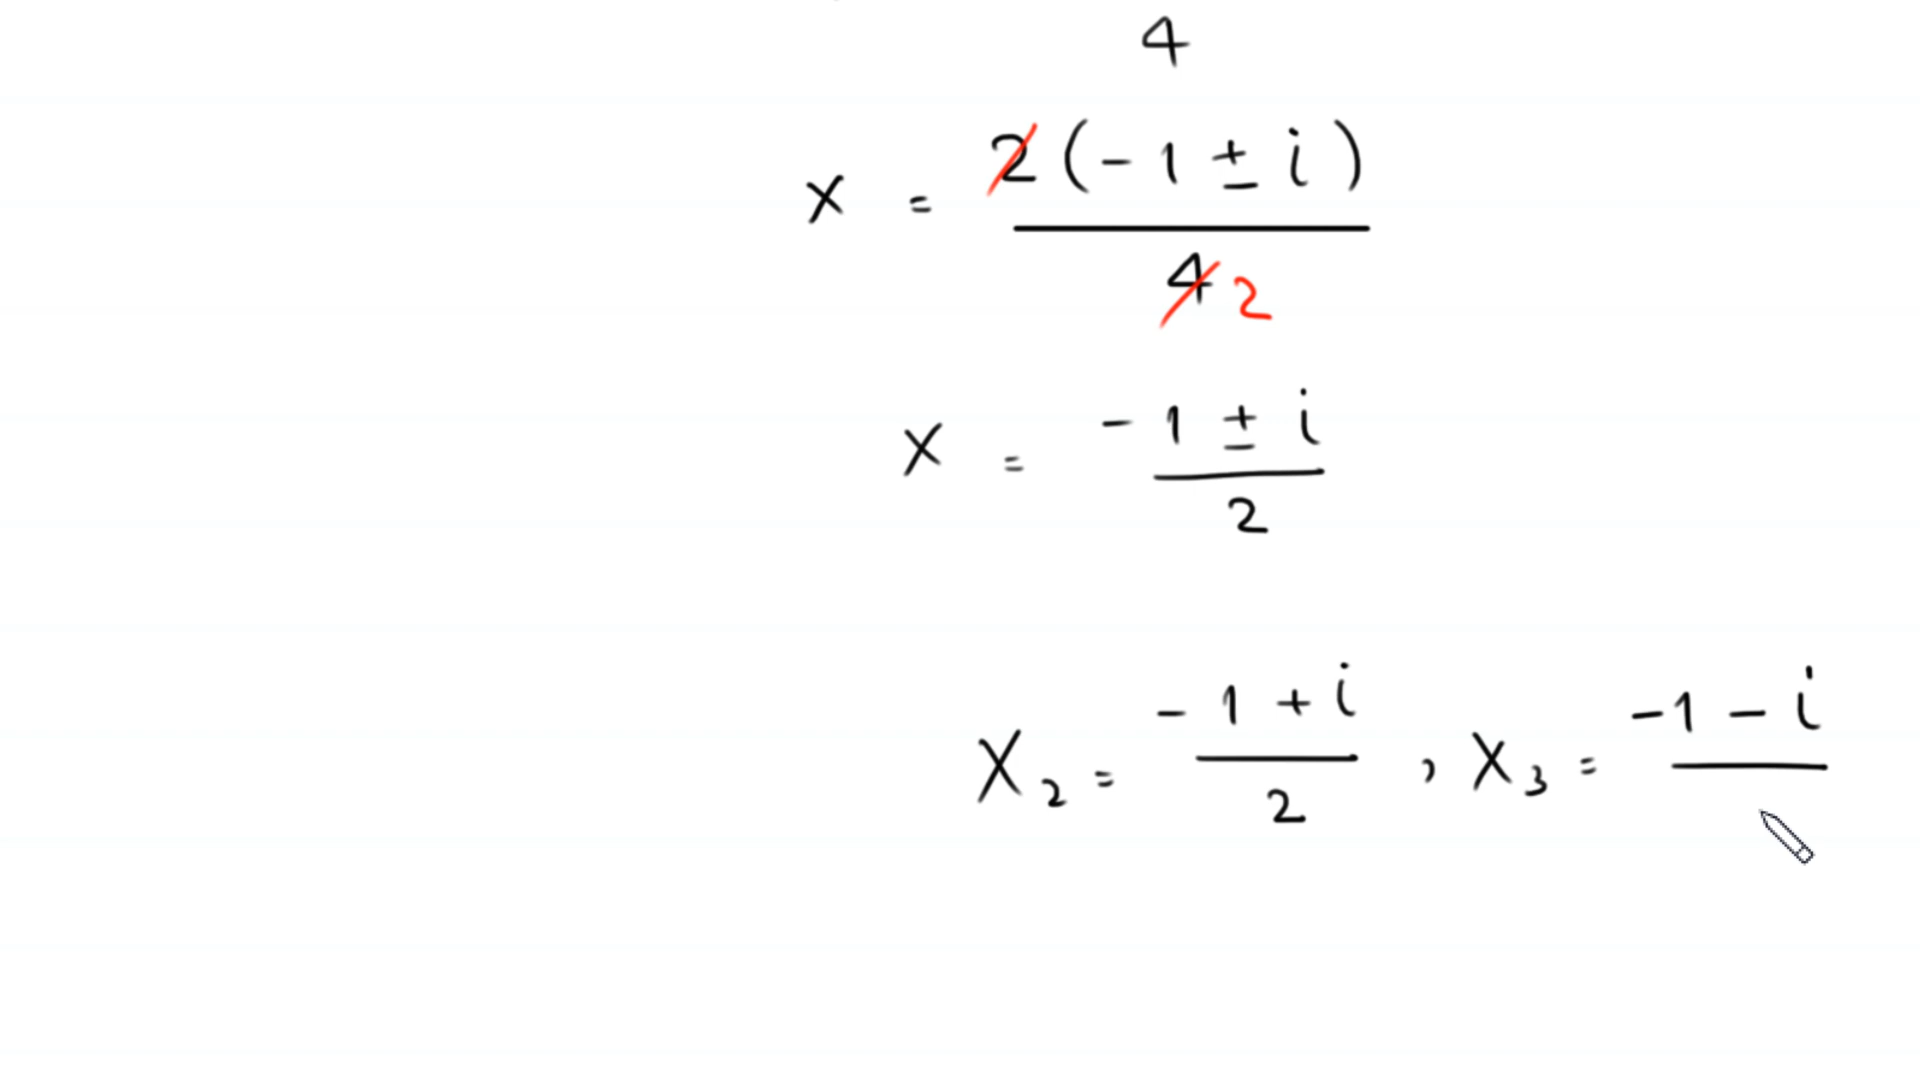 4
x = 2(-1 ± i)
4 2
x = -1 ± i
2
x₂ = -1 + i , x₃ = -1 - i
2